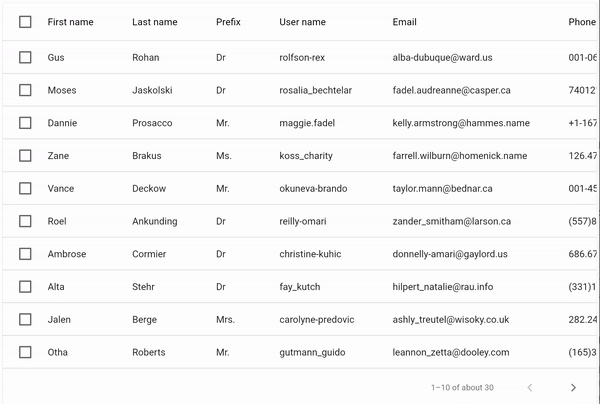 First name Last name Prefix User name Email Phone
Gus Rohan Dr rolfson-rex alba-dubuque@ward.us 001-06
Moses Jaskolski Dr rosalia_bechtelar fadel.audreanne@casper.ca 74012
Dannie Prosacco Mr. maggie.fadel kelly.armstrong@hammes.name +1-167
Zane Brakus Ms. koss_charity farrell.wilburn@homenick.name 126.47
Vance Deckow Mr. okuneva-brando taylor.mann@bednar.ca 001-45
Roel Ankunding Dr reilly-omari zander_smitham@larson.ca (557)8
Ambrose Cormier Dr christine-kuhic donnelly-amari@gaylord.us 686.67
Alta Stehr Dr fay_kutch hilpert_natalie@rau.info (331)1
Jalen Berge Mrs. carolyne-predovic ashly_treutel@wisoky.co.uk 282.24
Otha Roberts Mr. gutmann_guido leannon_zetta@dooley.com (165)3
1–10 of about 30